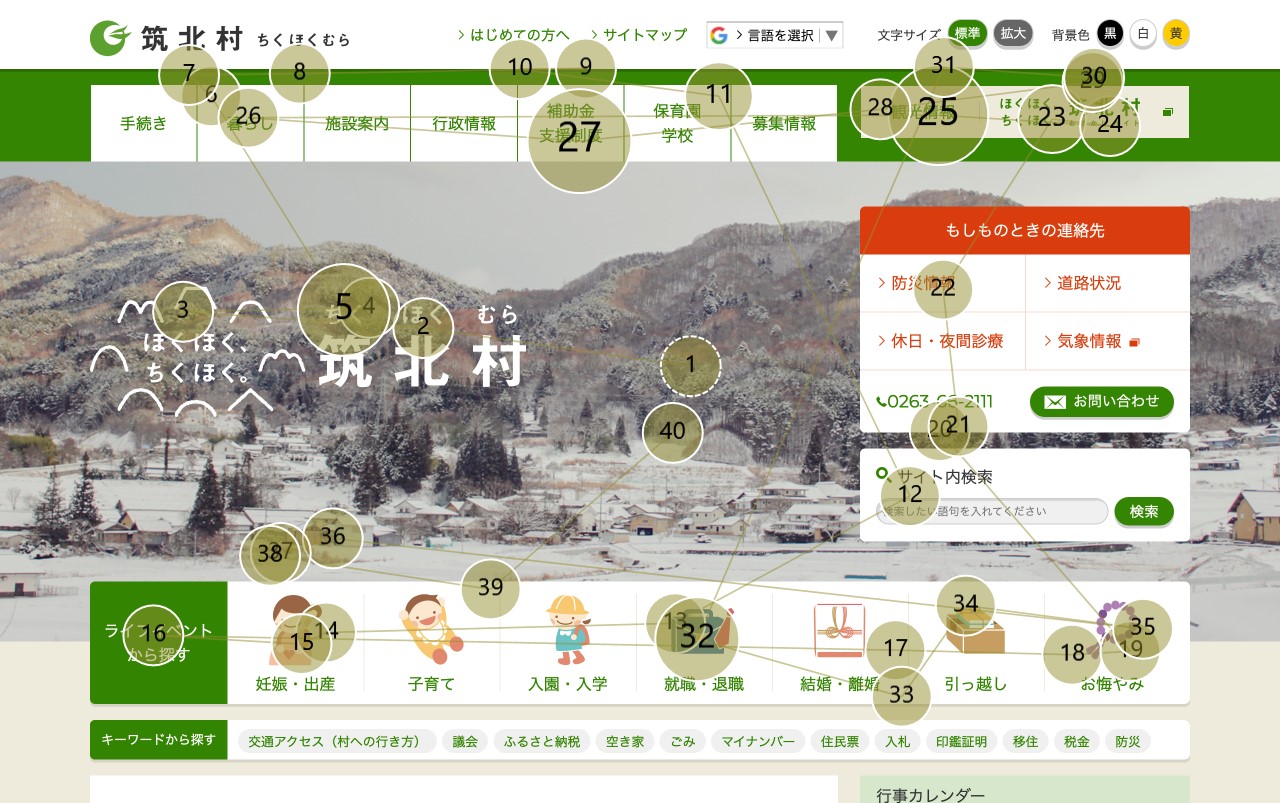 筑北村 ちくほくむら
はじめての方へ
サイトマップ
言語を選択
文字サイズ 標準 拡大
背景色 黒 白 黄
手続き
暮らし
施設案内
行政情報
補助金
支援制度
保育園
学校
募集情報
観光情報
ほくほく
筑北村
ほくほく、
ちくほく。
筑北村
むら
もしものときの連絡先
防災情報
道路状況
休日・夜間診療
気象情報
お問い合わせ
サイト内検索
検索したい語句を入れてください
検索
ライフイベント
から探す
妊娠・出産
子育て
入園・入学
就職・退職
結婚・離婚
引っ越し
お悔やみ
キーワードから探す
交通アクセス（村への行き方）
議会
ふるさと納税
空き家
ごみ
マイナンバー
住民票
入札
印鑑証明
移住
税金
防災
行事カレンダー
1
2
3
4
5
6
7
8
9
10
11
12
13
14
15
16
17
18
19
20
21
22
23
24
25
26
27
28
30
31
32
33
34
35
36
38
39
40